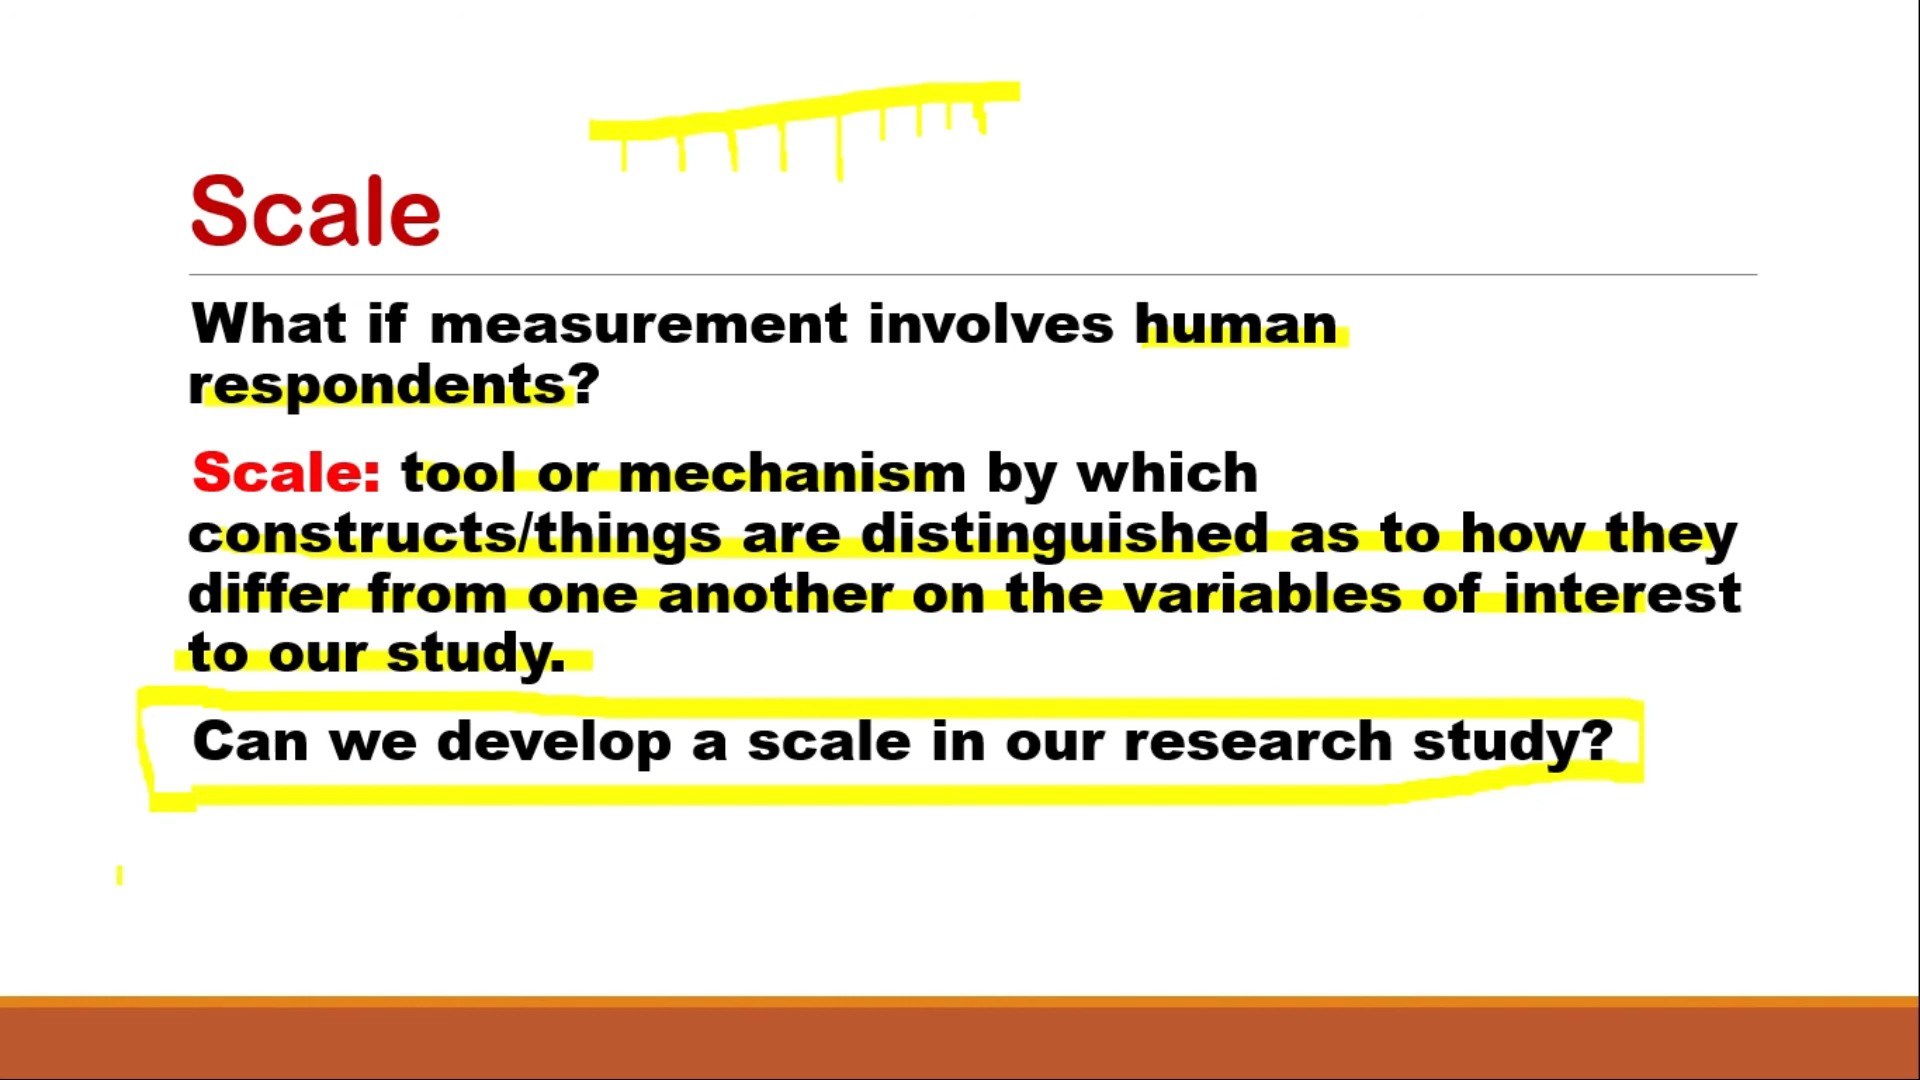 Scale
What if measurement involves human
respondents?
Scale: tool or mechanism by which
constructs/things are distinguished as to how they
differ from one another on the variables of interest
to our study.
Can we develop a scale in our research study?